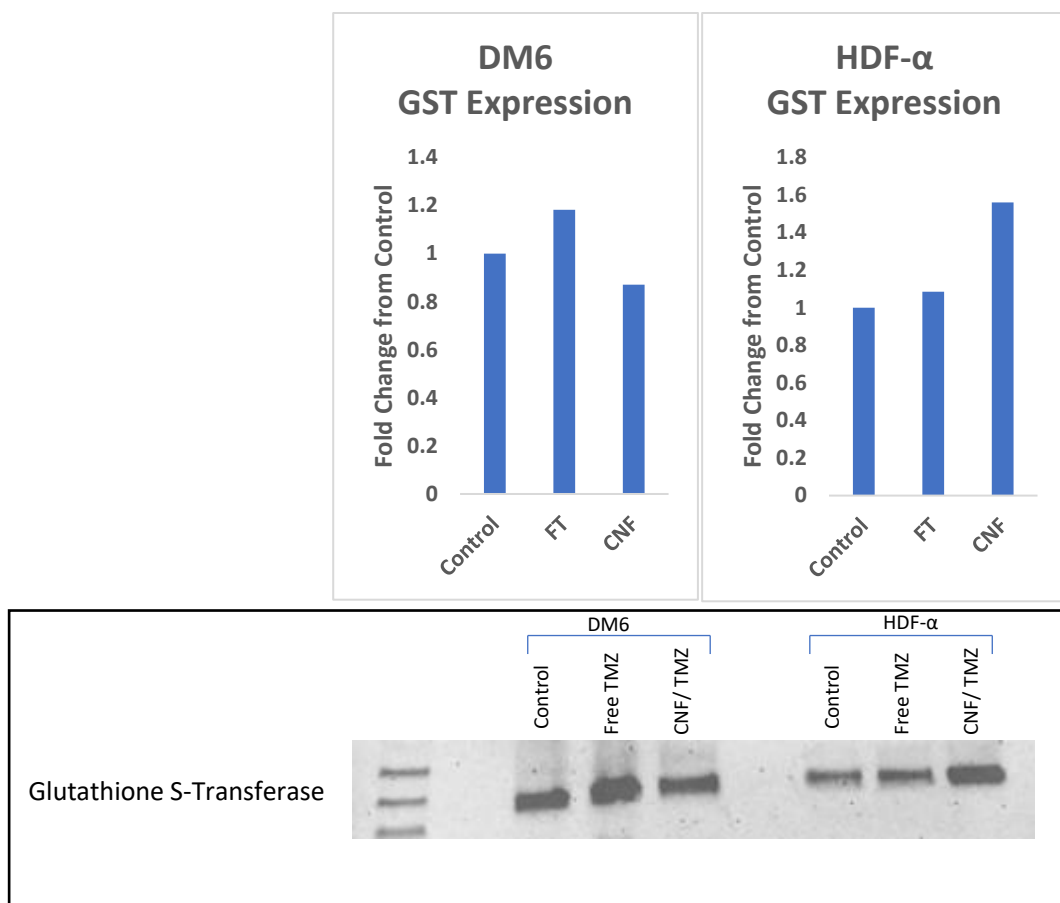 DM6
GST Expression
Fold Change from Control
1.4
1.2
1
0.8
0.6
0.4
0.2
0
Control
FT
CNF
HDF-α
GST Expression
Fold Change from Control
1.8
1.6
1.4
1.2
1
0.8
0.6
0.4
0.2
0
Control
FT
CNF
DM6
HDF-α
Control
Free TMZ
CNF/ TMZ
Control
Free TMZ
CNF/ TMZ
Glutathione S-Transferase